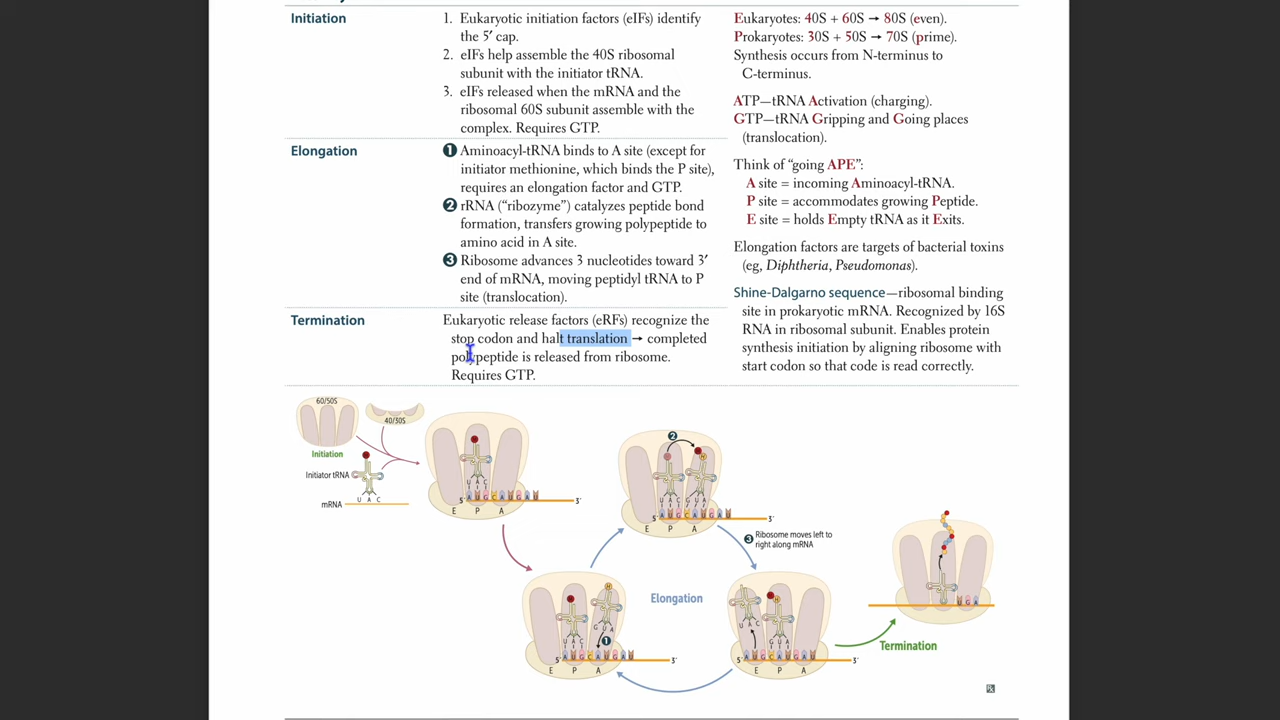 Initiation
1. Eukaryotic initiation factors (eIFs) identify
the 5′ cap.
2. eIFs help assemble the 40S ribosomal
subunit with the initiator tRNA.
3. eIFs released when the mRNA and the
ribosomal 60S subunit assemble with the
complex. Requires GTP.
Eukaryotes: 40S + 60S → 80S (even).
Prokaryotes: 30S + 50S → 70S (prime).
Synthesis occurs from N-terminus to
C-terminus.
ATP—tRNA Activation (charging).
GTP—tRNA Gripping and Going places
(translocation).
Elongation
1 Aminoacyl-tRNA binds to A site (except for
initiator methionine, which binds the P site),
requires an elongation factor and GTP.
2 rRNA (“ribozyme”) catalyzes peptide bond
formation, transfers growing polypeptide to
amino acid in A site.
3 Ribosome advances 3 nucleotides toward 3′
end of mRNA, moving peptidyl tRNA to P
site (translocation).
Think of “going APE”:
A site = incoming Aminoacyl-tRNA.
P site = accommodates growing Peptide.
E site = holds Empty tRNA as it Exits.
Elongation factors are targets of bacterial toxins
(eg, Diphtheria, Pseudomonas).
Shine-Dalgarno sequence—ribosomal binding
site in prokaryotic mRNA. Recognized by 16S
RNA in ribosomal subunit. Enables protein
synthesis initiation by aligning ribosome with
start codon so that code is read correctly.
Termination
Eukaryotic release factors (eRFs) recognize the
stop codon and halt translation → completed
polypeptide is released from ribosome.
Requires GTP.
60/50S
40/30S
Initiation
Initiator tRNA
U A C
mRNA
M
U A C
5′ A U G C A U G A U 3′
E P A
2
U A C G U A
5′ A U G C A U G A U 3′
E P A
3 Ribosome moves left to
right along mRNA
Elongation
M H
U A C G U A
1
5′ A U G C A U G A U 3′
E P A
M H
U A C G U A
5′ A U G C A U G A U 3′
E P A
U G A
Termination